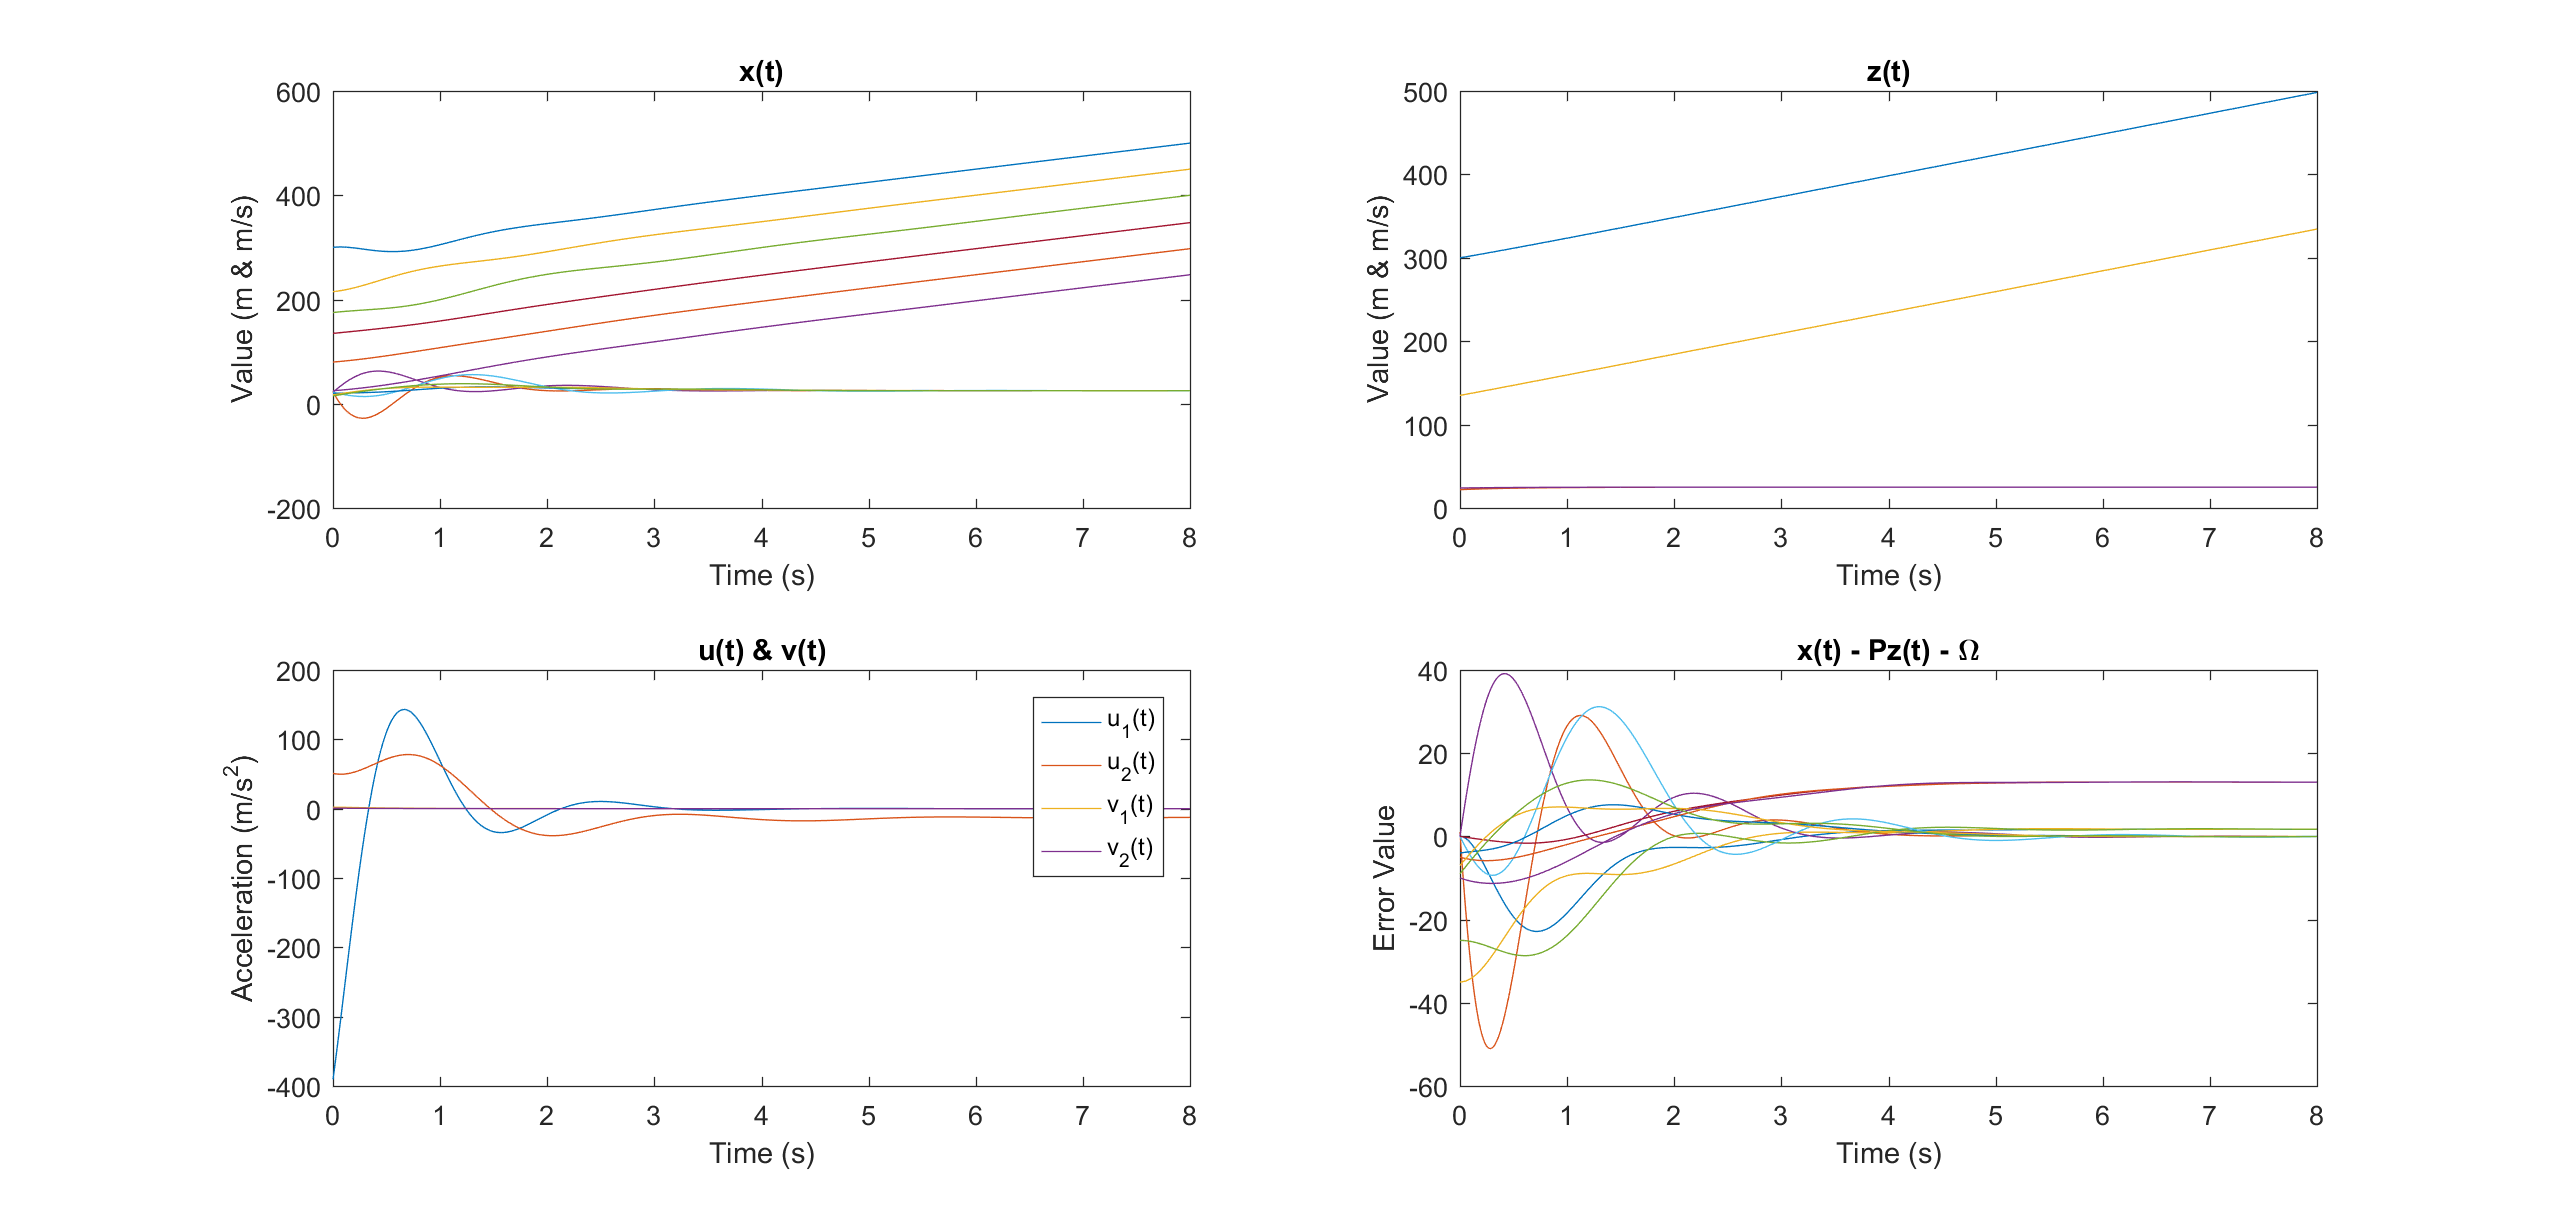 x(t)
600
400
200
0
-200
Value (m & m/s)
0 1 2 3 4 5 6 7 8
Time (s)
z(t)
500
400
300
200
100
0
Value (m & m/s)
0 1 2 3 4 5 6 7 8
Time (s)
u(t) & v(t)
200
100
0
-100
-200
-300
-400
Acceleration (m/s²)
u₁(t)
u₂(t)
v₁(t)
v₂(t)
0 1 2 3 4 5 6 7 8
Time (s)
x(t) - Pz(t) - Ω
40
20
0
-20
-40
-60
Error Value
0 1 2 3 4 5 6 7 8
Time (s)